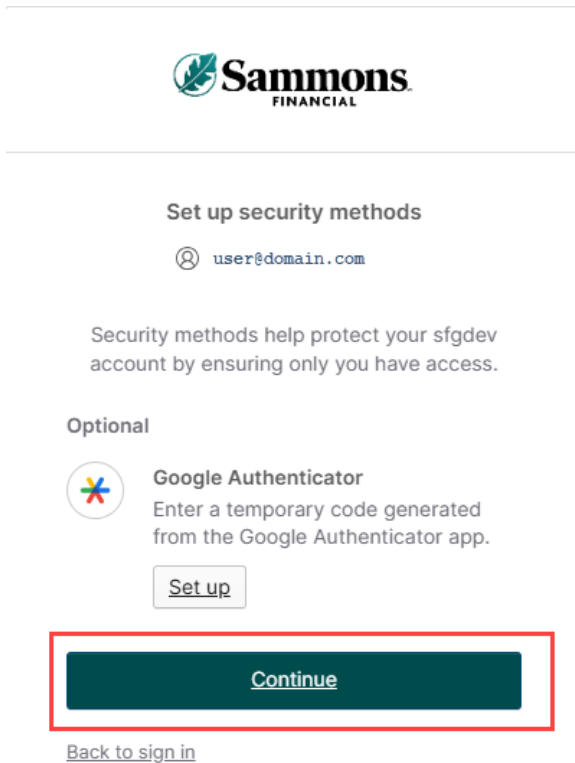 Sammons
FINANCIAL
Set up security methods
user@domain.com
Security methods help protect your sfgdev
account by ensuring only you have access.
Optional
Google Authenticator
Enter a temporary code generated
from the Google Authenticator app.
Set up
Continue
Back to sign in